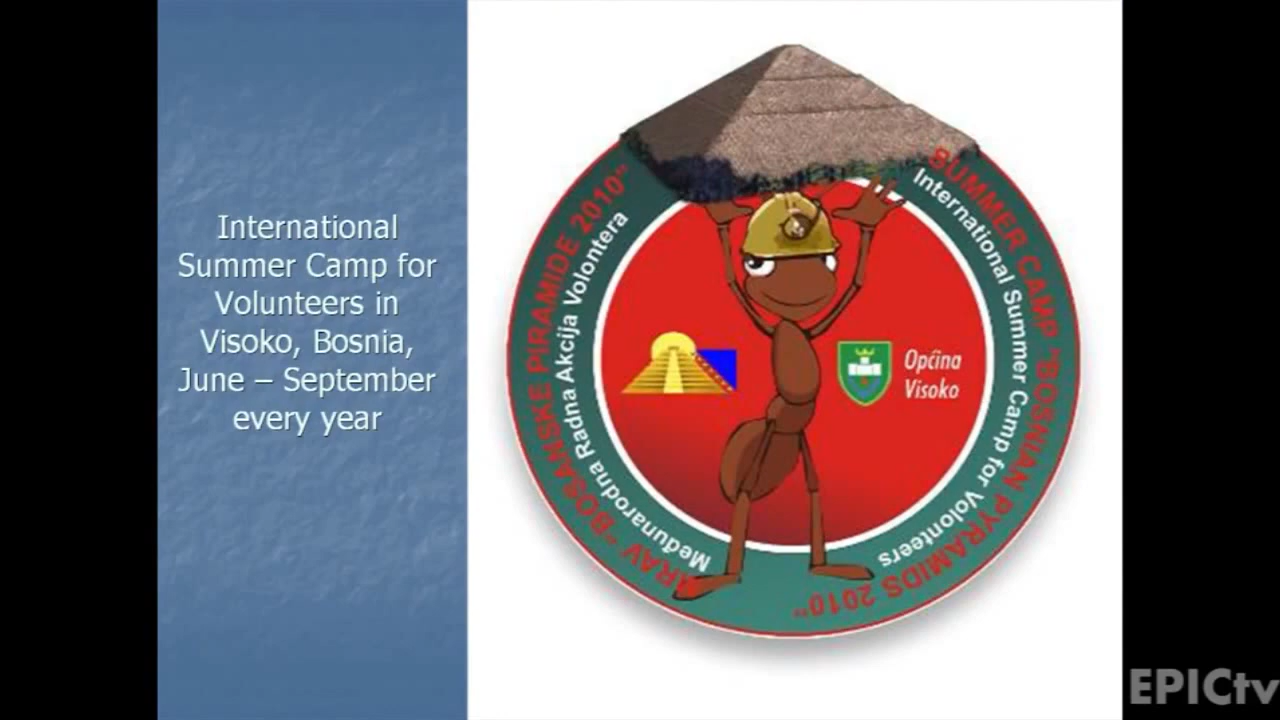 International
Summer Camp for
Volunteers in
Visoko, Bosnia,
June – September
every year
MRAV "BOSANSKE PIRAMIDE 2010"
Međunarodna Radna Akcija Volontera
SUMMER CAMP "BOSNIAN PYRAMIDS 2010"
International Summer Camp for Volonteers
Općina
Visoko
EPICtv